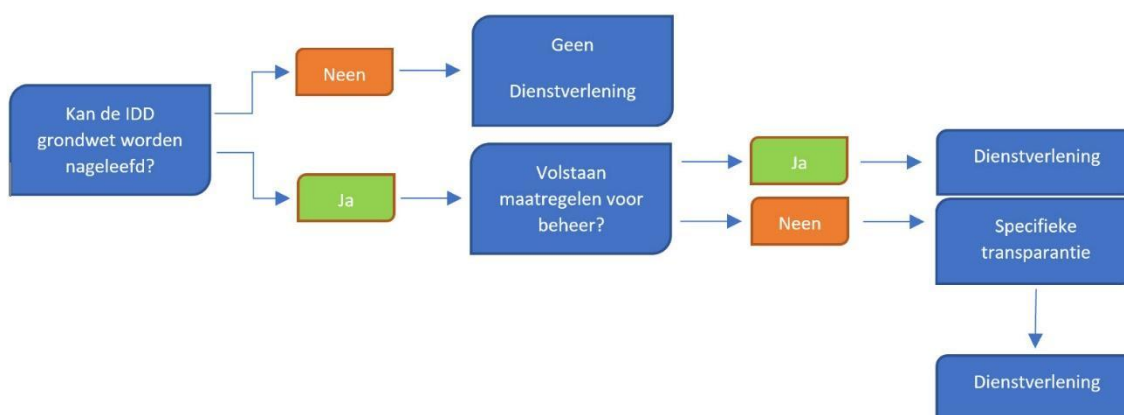 Kan de IDD
grondwet worden
nageleefd?
Neen
Geen
Dienstverlening
Ja
Volstaan
maatregelen voor
beheer?
Ja
Dienstverlening
Neen
Specifieke
transparantie
Dienstverlening